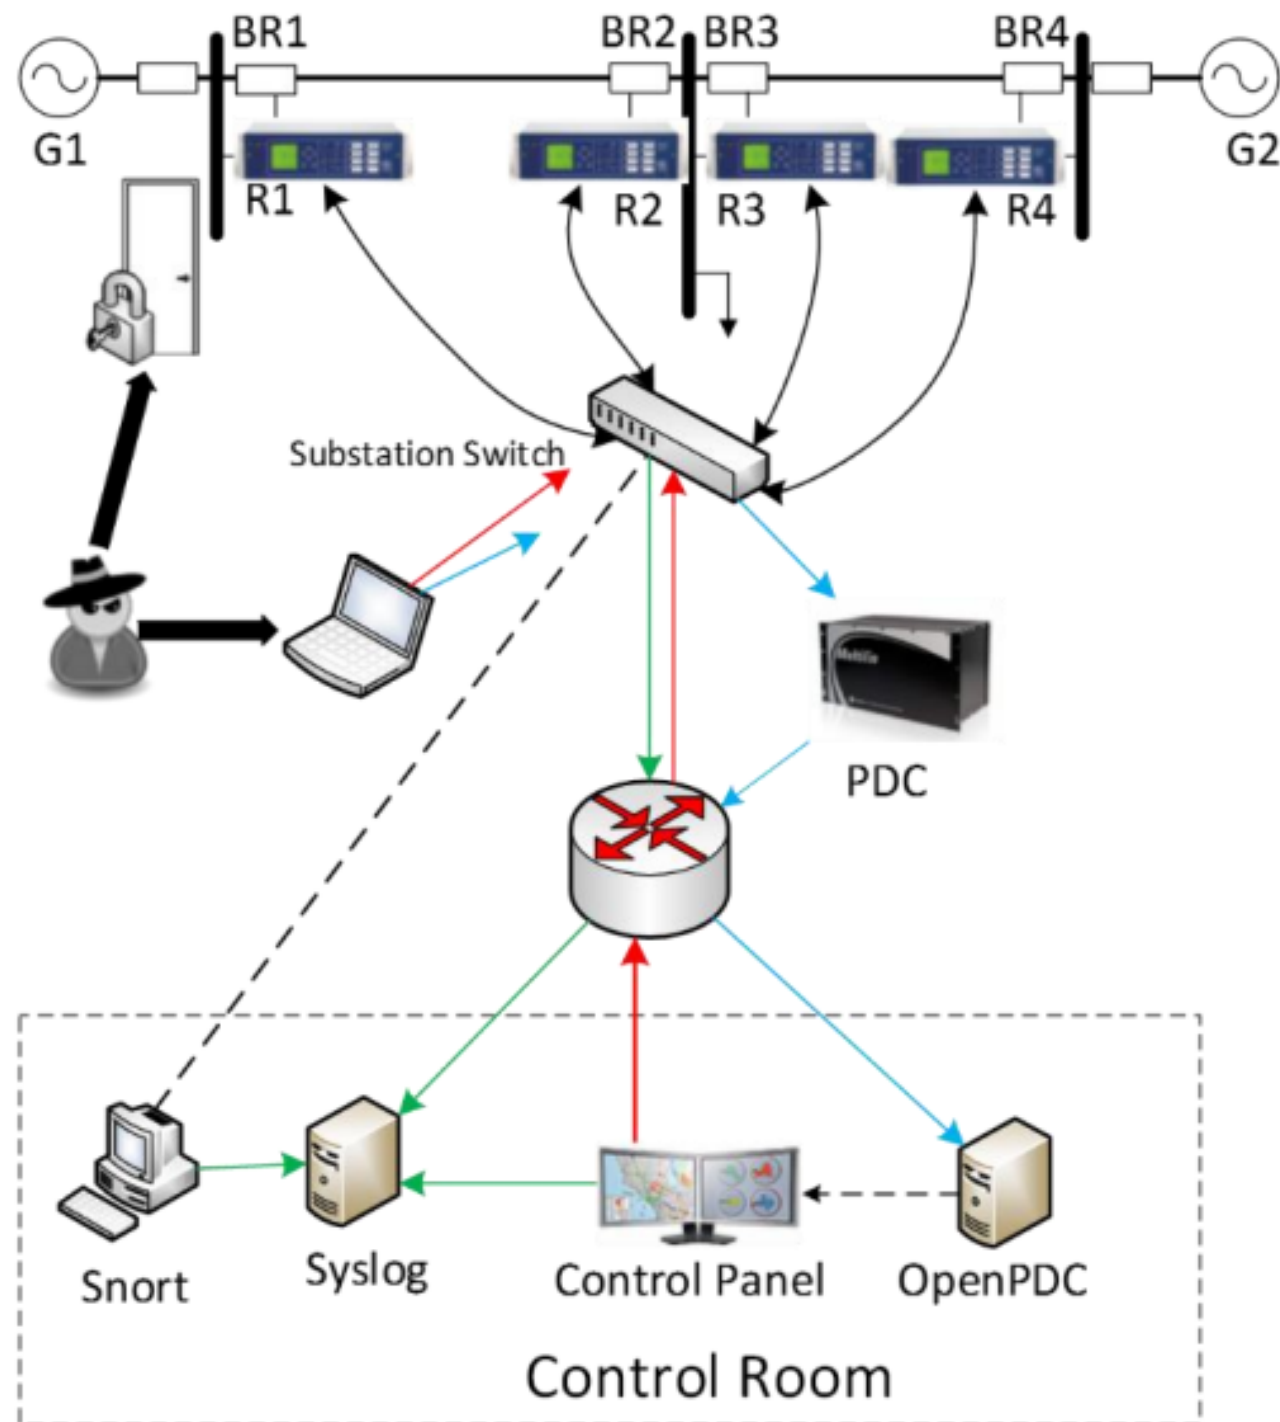 BR1
BR2
BR3
BR4
G1
G2
R1
R2
R3
R4
Substation Switch
PDC
Snort
Syslog
Control Panel
OpenPDC
Control Room